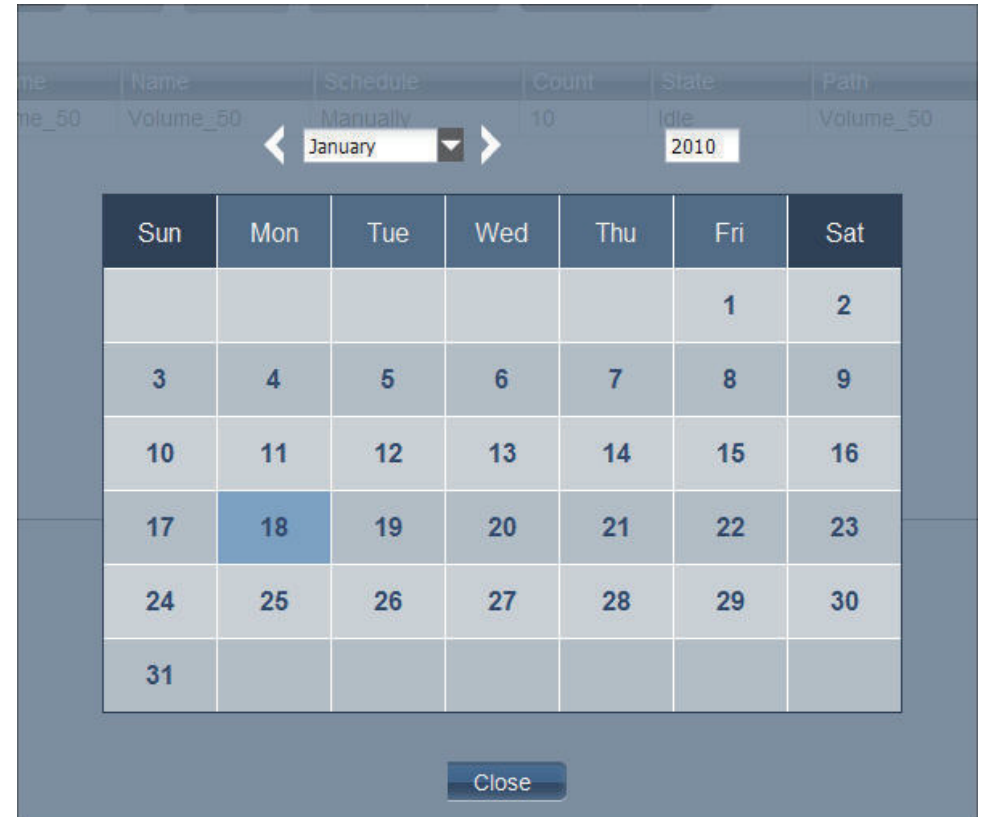 me Name Schedule Count State Path
me_50 Volume_50 Manually 10 Idle Volume_50
January 2010
Sun Mon Tue Wed Thu Fri Sat
1 2
3 4 5 6 7 8 9
10 11 12 13 14 15 16
17 18 19 20 21 22 23
24 25 26 27 28 29 30
31
Close